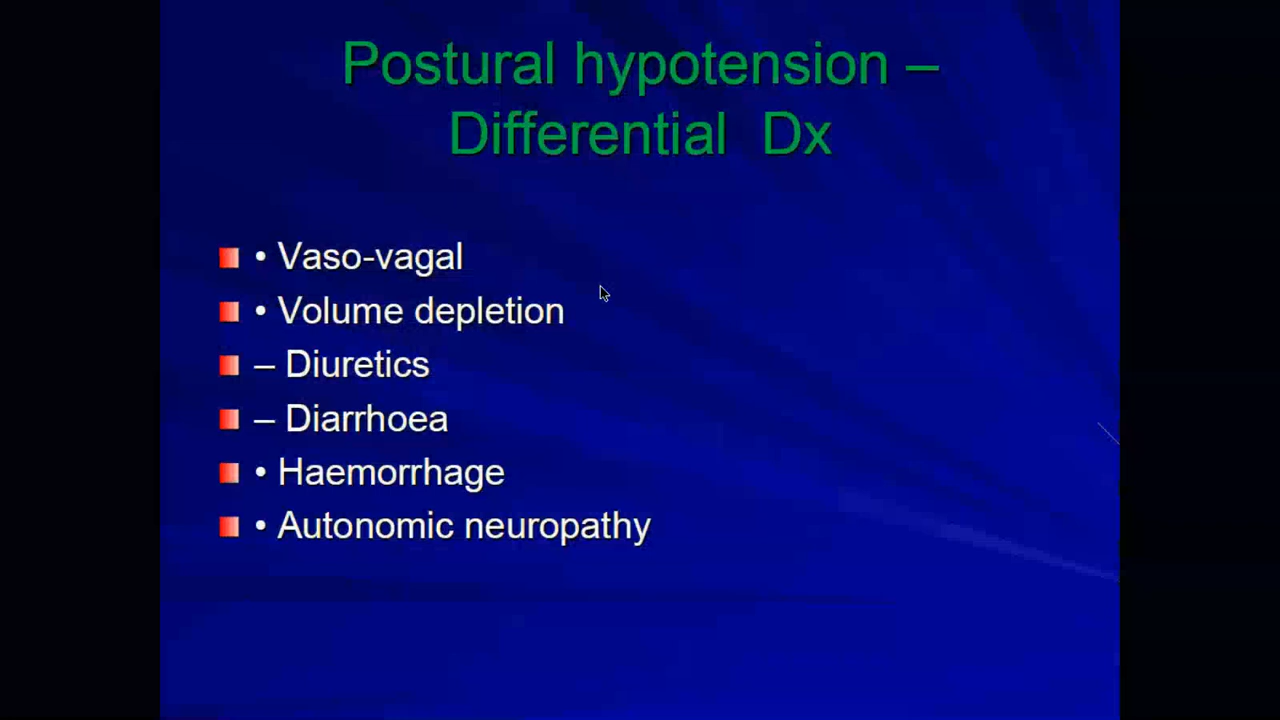 Postural hypotension –
Differential Dx
• Vaso-vagal
• Volume depletion
– Diuretics
– Diarrhoea
• Haemorrhage
• Autonomic neuropathy